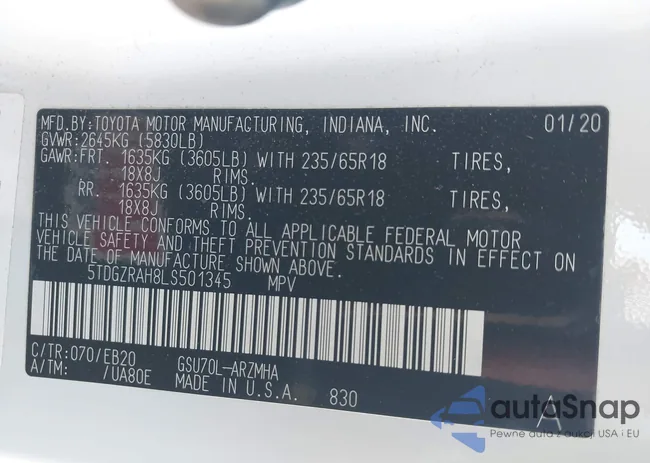 MFD.BY:TOYOTA MOTOR MANUFACTURING, INDIANA, INC. 01/20
GVWR:2645KG (5830LB)
GAWR:FRT. 1635KG (3605LB) WITH 235/65R18 TIRES,
18X8J RIMS.
RR. 1635KG (3605LB) WITH 235/65R18 TIRES,
18X8J RIMS.
THIS VEHICLE CONFORMS TO ALL APPLICABLE FEDERAL MOTOR
VEHICLE SAFETY AND THEFT PREVENTION STANDARDS IN EFFECT ON
THE DATE OF MANUFACTURE SHOWN ABOVE.
5TDGZRAH8LS501345 MPV
C/TR:070/EB20 GSU70L-ARZMHA
A/TM: /UA80E MADE IN U.S.A. 830 A
autaSnap
Pewne auta z aukcji USA i EU